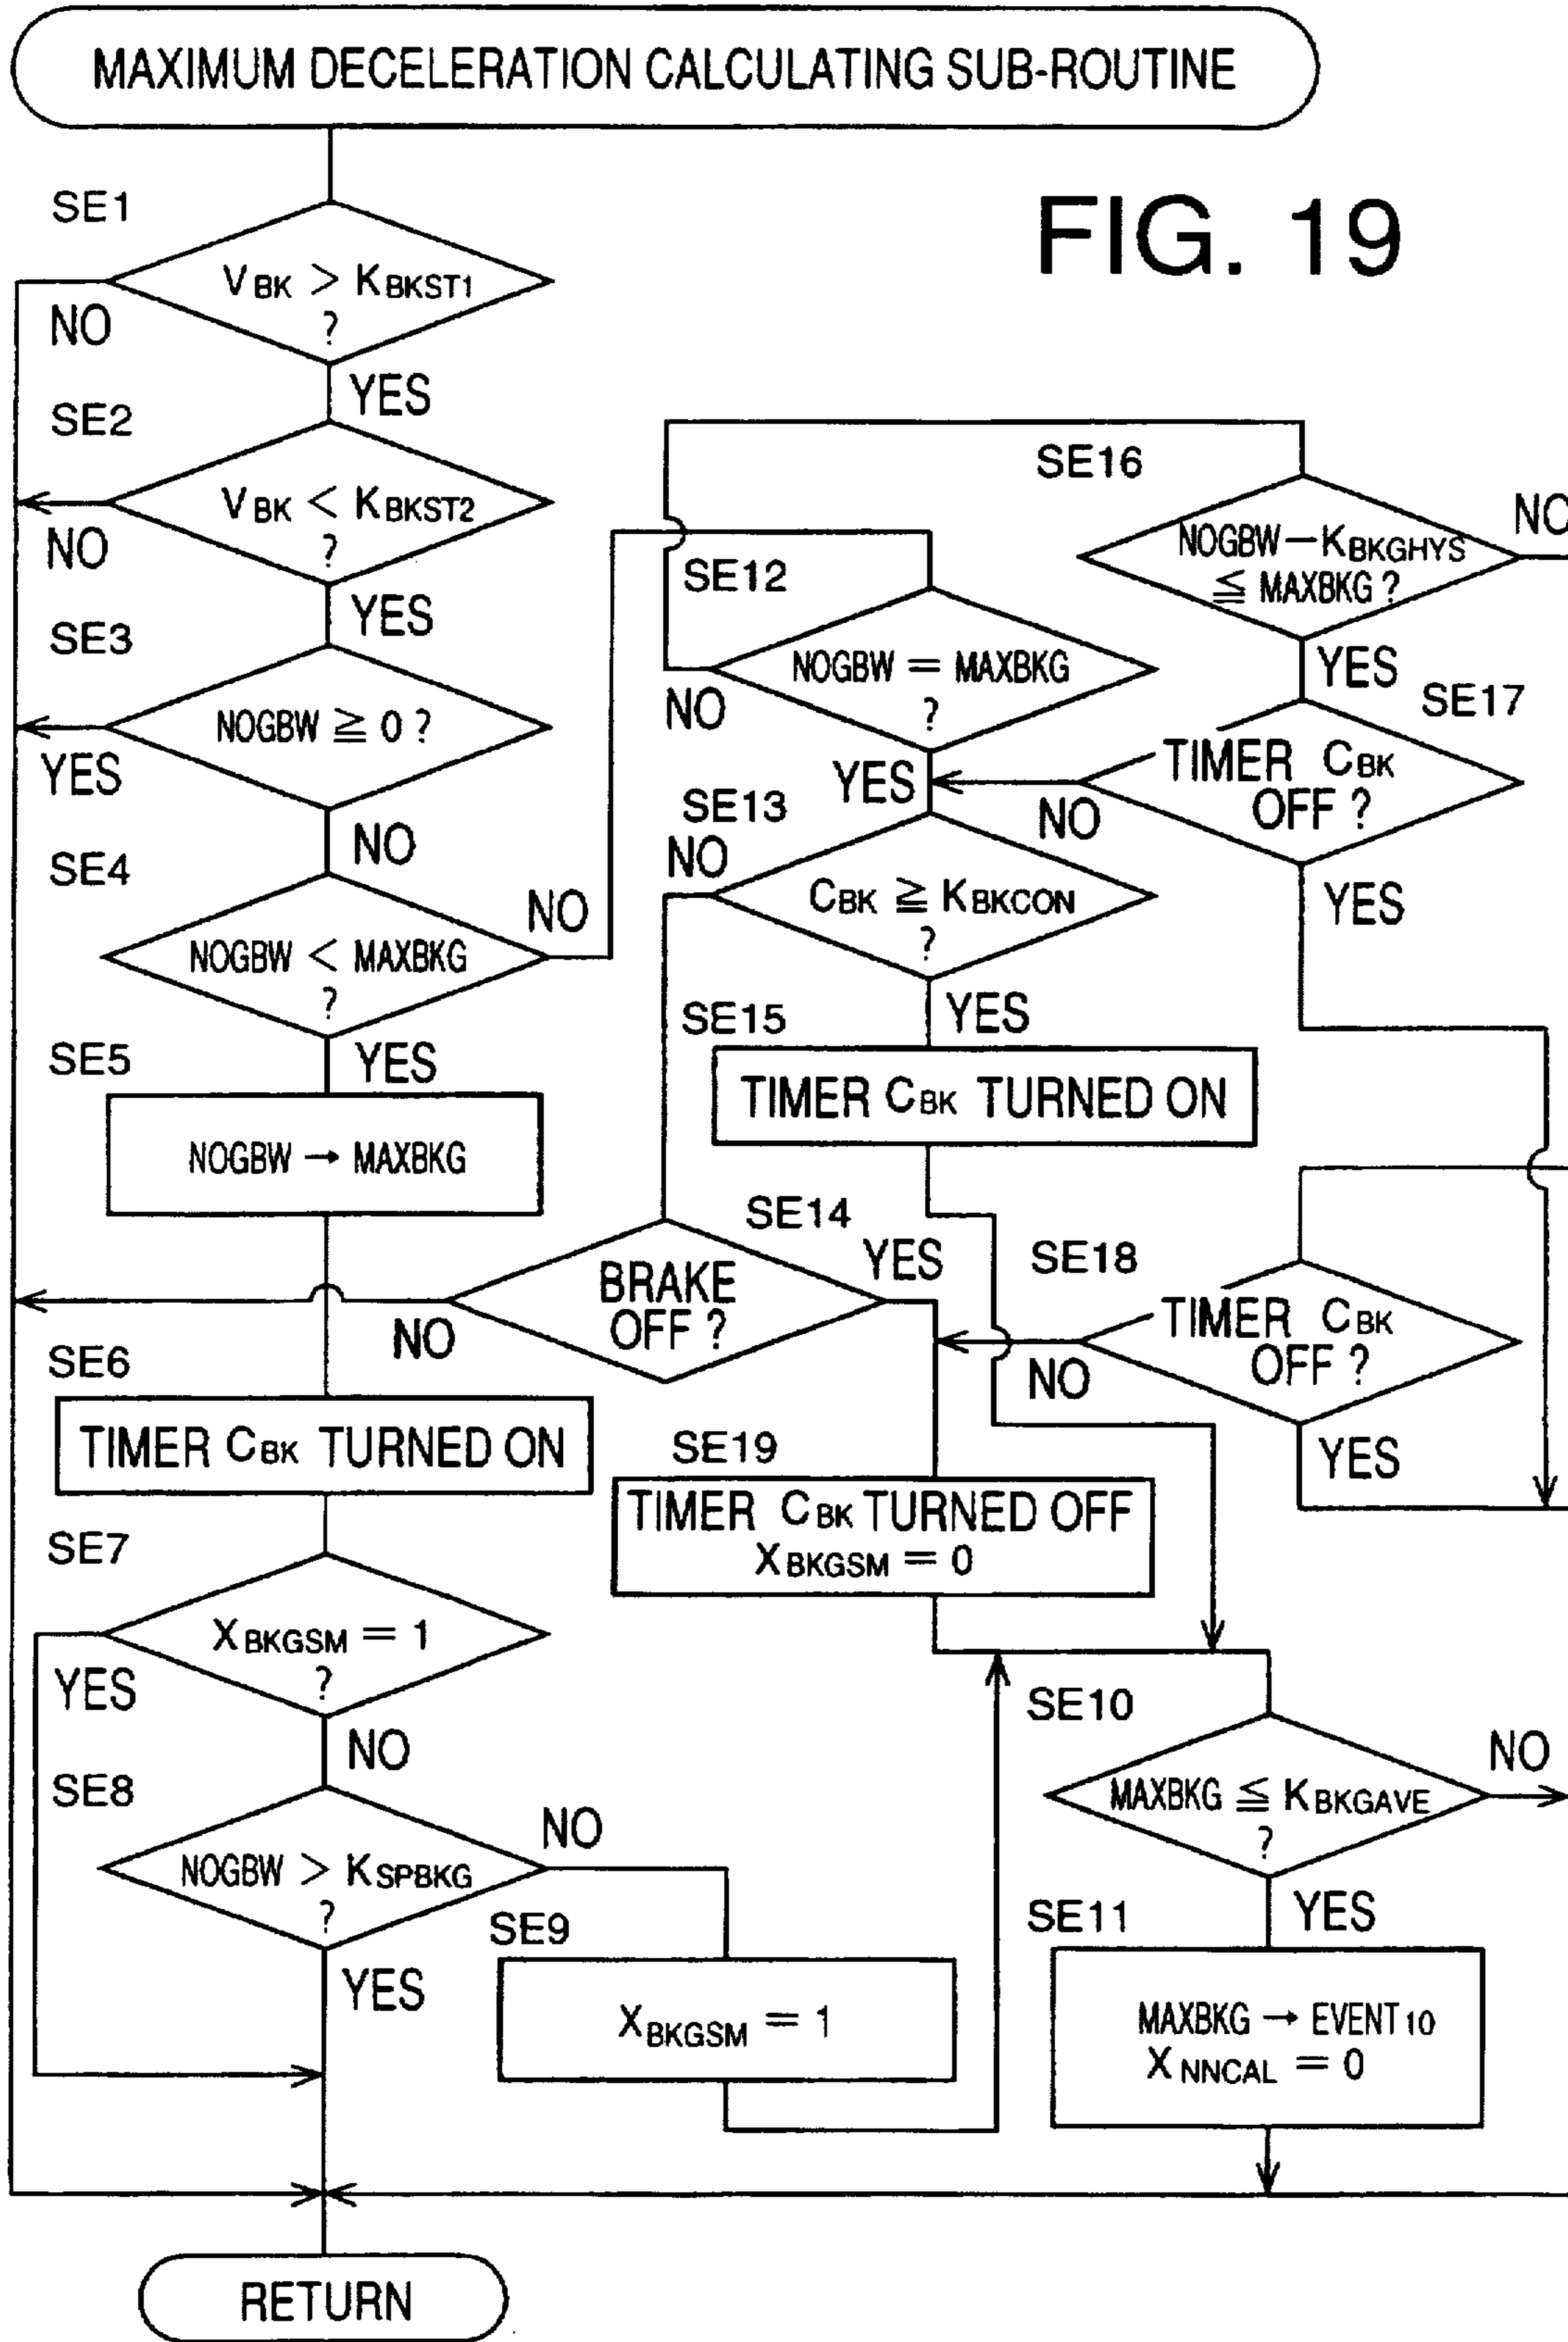 MAXIMUM DECELERATION CALCULATING SUB-ROUTINE
FIG. 19
SE1
VBK > KBKST1
?
NO
YES
SE2
VBK < KBKST2
?
NO
YES
SE3
NOGBW ≧ 0 ?
YES
NO
SE4
NOGBW < MAXBKG
?
NO
YES
SE5
NOGBW → MAXBKG
SE6
TIMER CBK TURNED ON
SE7
XBKGSM = 1
?
YES
NO
SE8
NOGBW > KSPBKG
?
NO
YES
SE9
XBKGSM = 1
SE12
NOGBW = MAXBKG
?
NO
YES
SE13
NO
CBK ≧ KBKCON
?
YES
SE15
TIMER CBK TURNED ON
SE14
BRAKE
OFF ?
YES
NO
SE19
TIMER CBK TURNED OFF
XBKGSM = 0
SE16
NOGBW − KBKGHYS
≦ MAXBKG ?
NO
YES
SE17
TIMER CBK
OFF ?
NO
YES
SE18
TIMER CBK
OFF ?
NO
YES
SE10
MAXBKG ≦ KBKGAVE
?
NO
YES
SE11
MAXBKG → EVENT10
XNNCAL = 0
RETURN